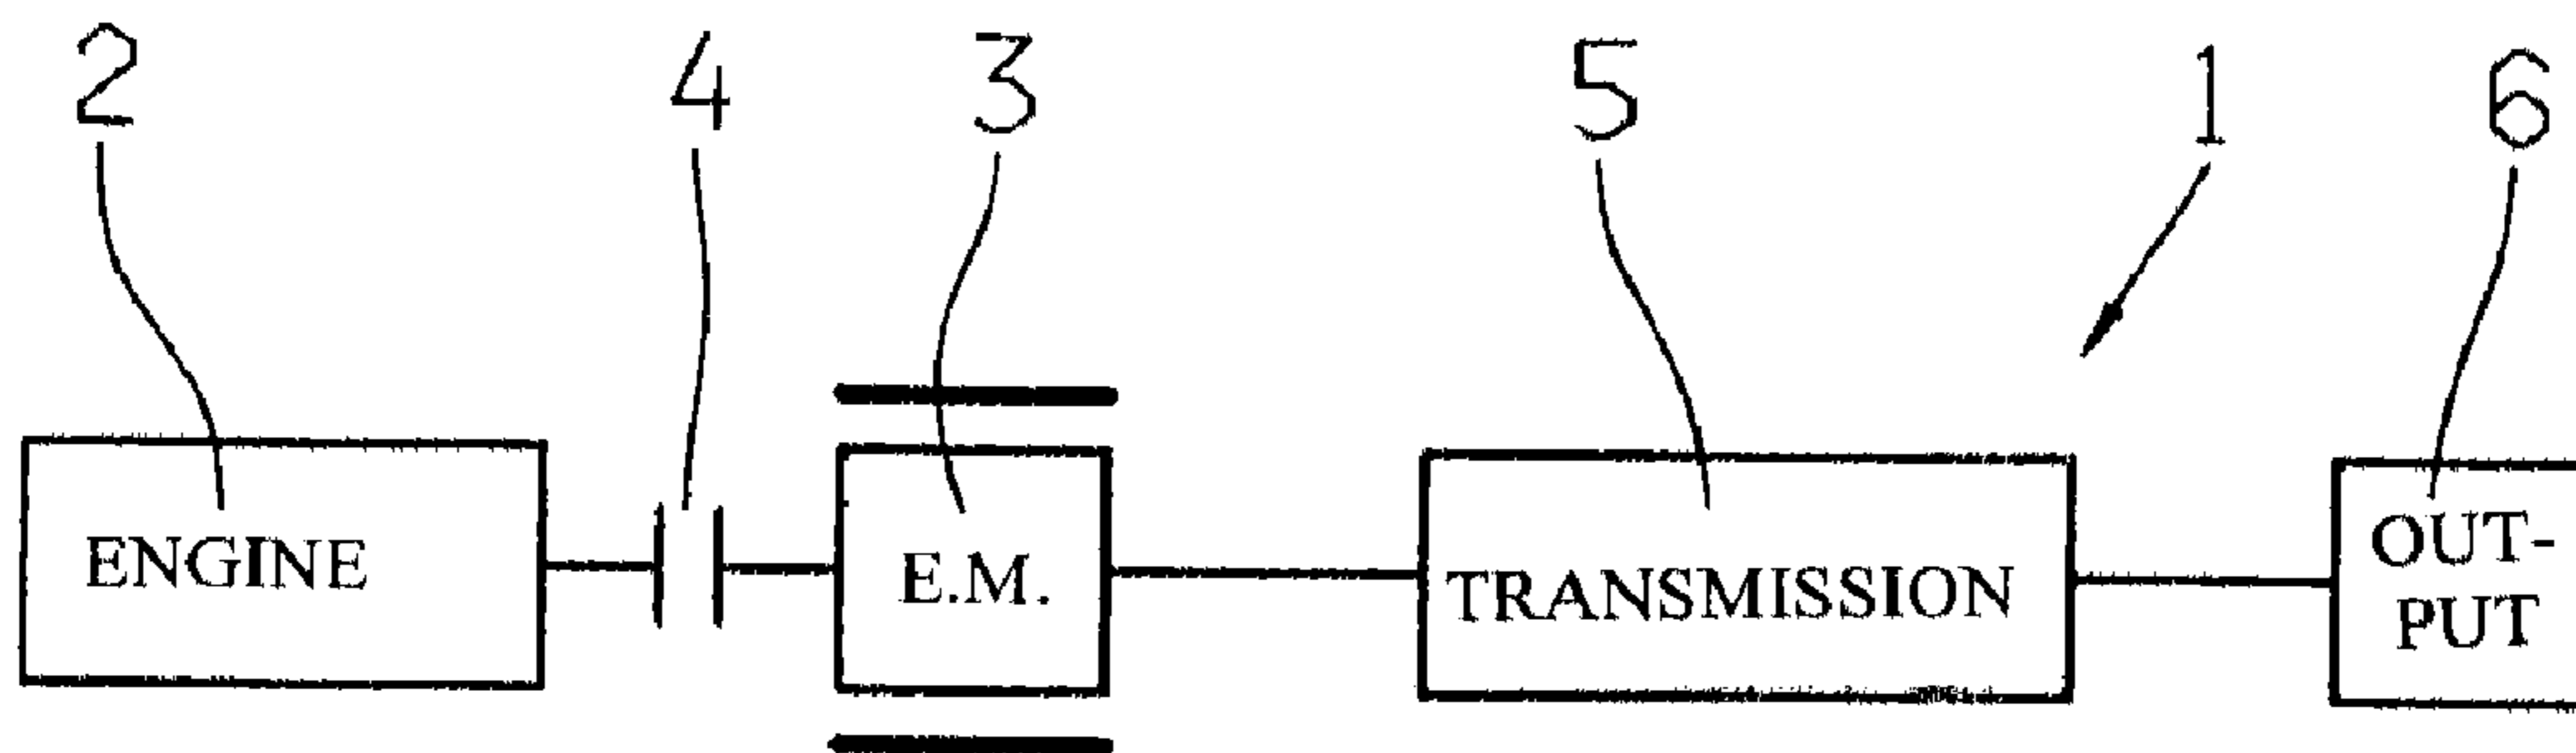 2 4 3 5 1 6
ENGINE E.M. TRANSMISSION OUT-
PUT